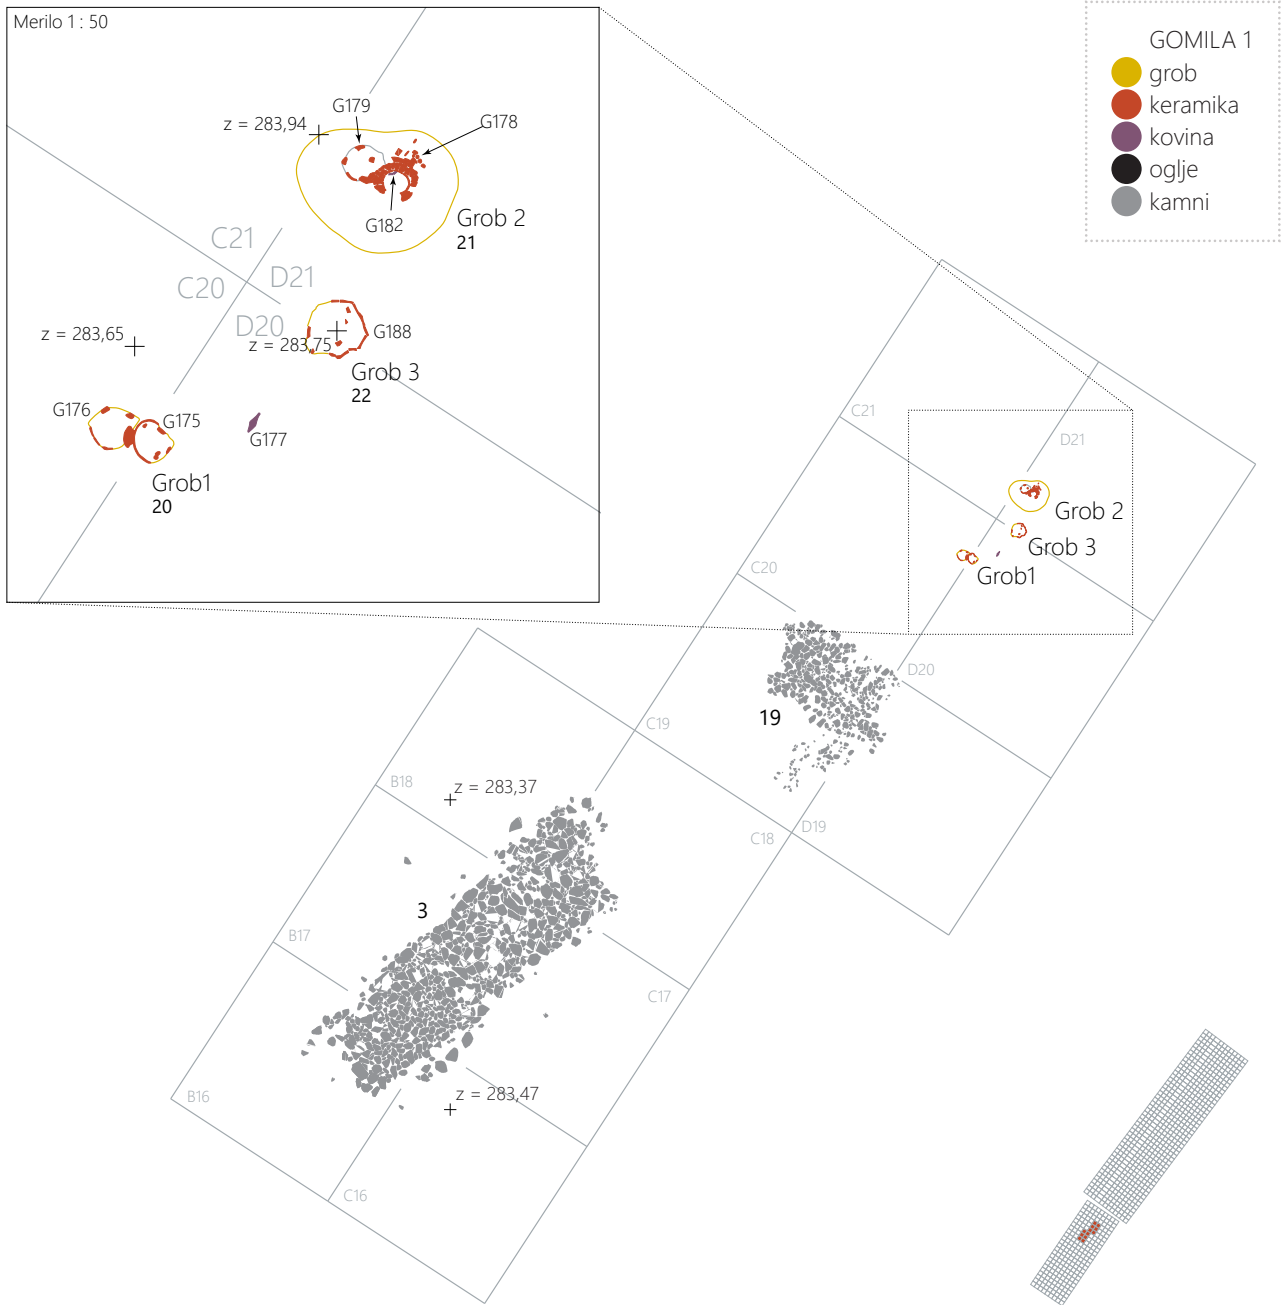 Merilo 1 : 50
G179
z = 283,94
G178
G182
Grob 2
21
C21
D21
C20
D20
z = 283,65
z = 283,75
G188
Grob 3
22
G176
G175
G177
Grob1
20
GOMILA 1
grob
keramika
kovina
oglje
kamni
C21
D21
Grob 2
Grob 3
Grob1
C20
D20
19
C19
B18
z = 283,37
C18
D19
3
B17
C17
z = 283,47
B16
C16